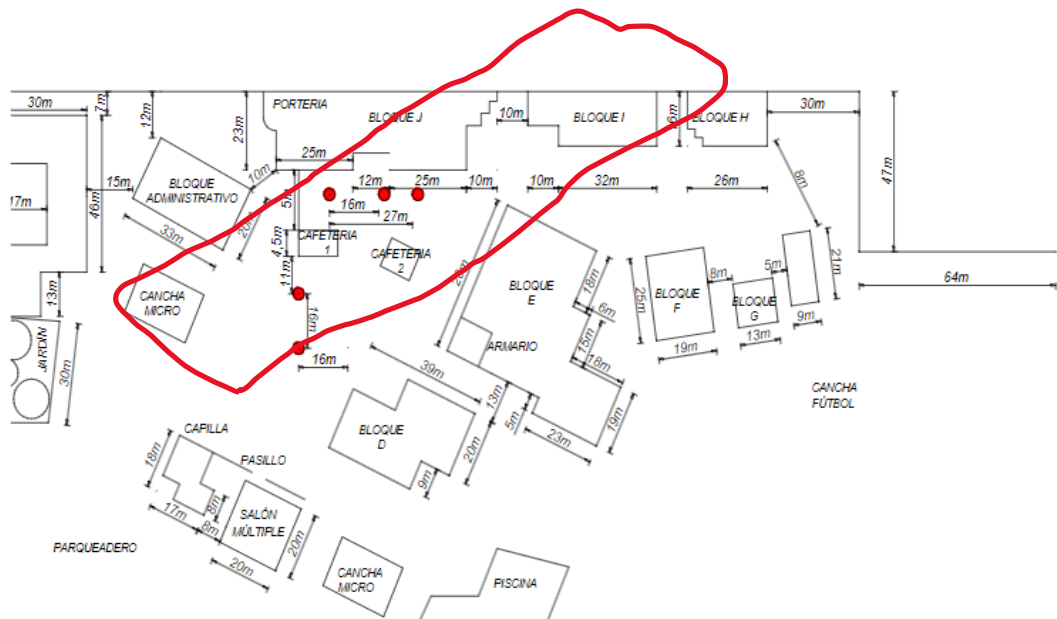 30m
7m
12m
23m
PORTERIA
BLOQUE J
10m
BLOQUE I
BLOQUE H
30m
47m
25m
10m
15m
46m
17m
BLOQUE
ADMINISTRATIVO
5m
12m
25m
10m
10m
32m
26m
16m
27m
8m
33m
20m
CAFETERIA
1
4,5m
CAFETERIA
2
11m
21m
18m
BLOQUE
E
25m
BLOQUE
F
8m
5m
BLOQUE
G
64m
13m
CANCHA
MICRO
16m
6m
9m
13m
19m
15m
ARMARIO
JARDÍN
30m
16m
39m
18m
13m
5m
19m
CANCHA
FÚTBOL
BLOQUE
D
23m
20m
9m
CAPILLA
18m
PASILLO
17m
8m
8m
SALÓN
MÚLTIPLE
20m
20m
PARQUEADERO
CANCHA
MICRO
PISCINA